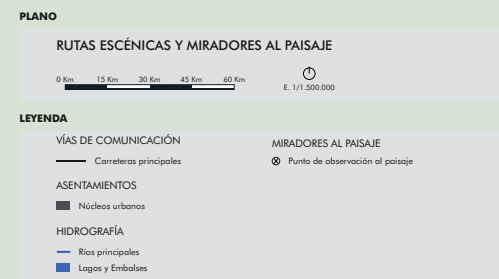 PLANO
RUTAS ESCÉNICAS Y MIRADORES AL PAISAJE
0 Km 15 Km 30 Km 45 Km 60 Km
E. 1/1.500.000
LEYENDA
VÍAS DE COMUNICACIÓN
Carreteras principales
ASENTAMIENTOS
Núcleos urbanos
HIDROGRAFÍA
Ríos principales
Lagos y Embalses
MIRADORES AL PAISAJE
Punto de observación al paisaje